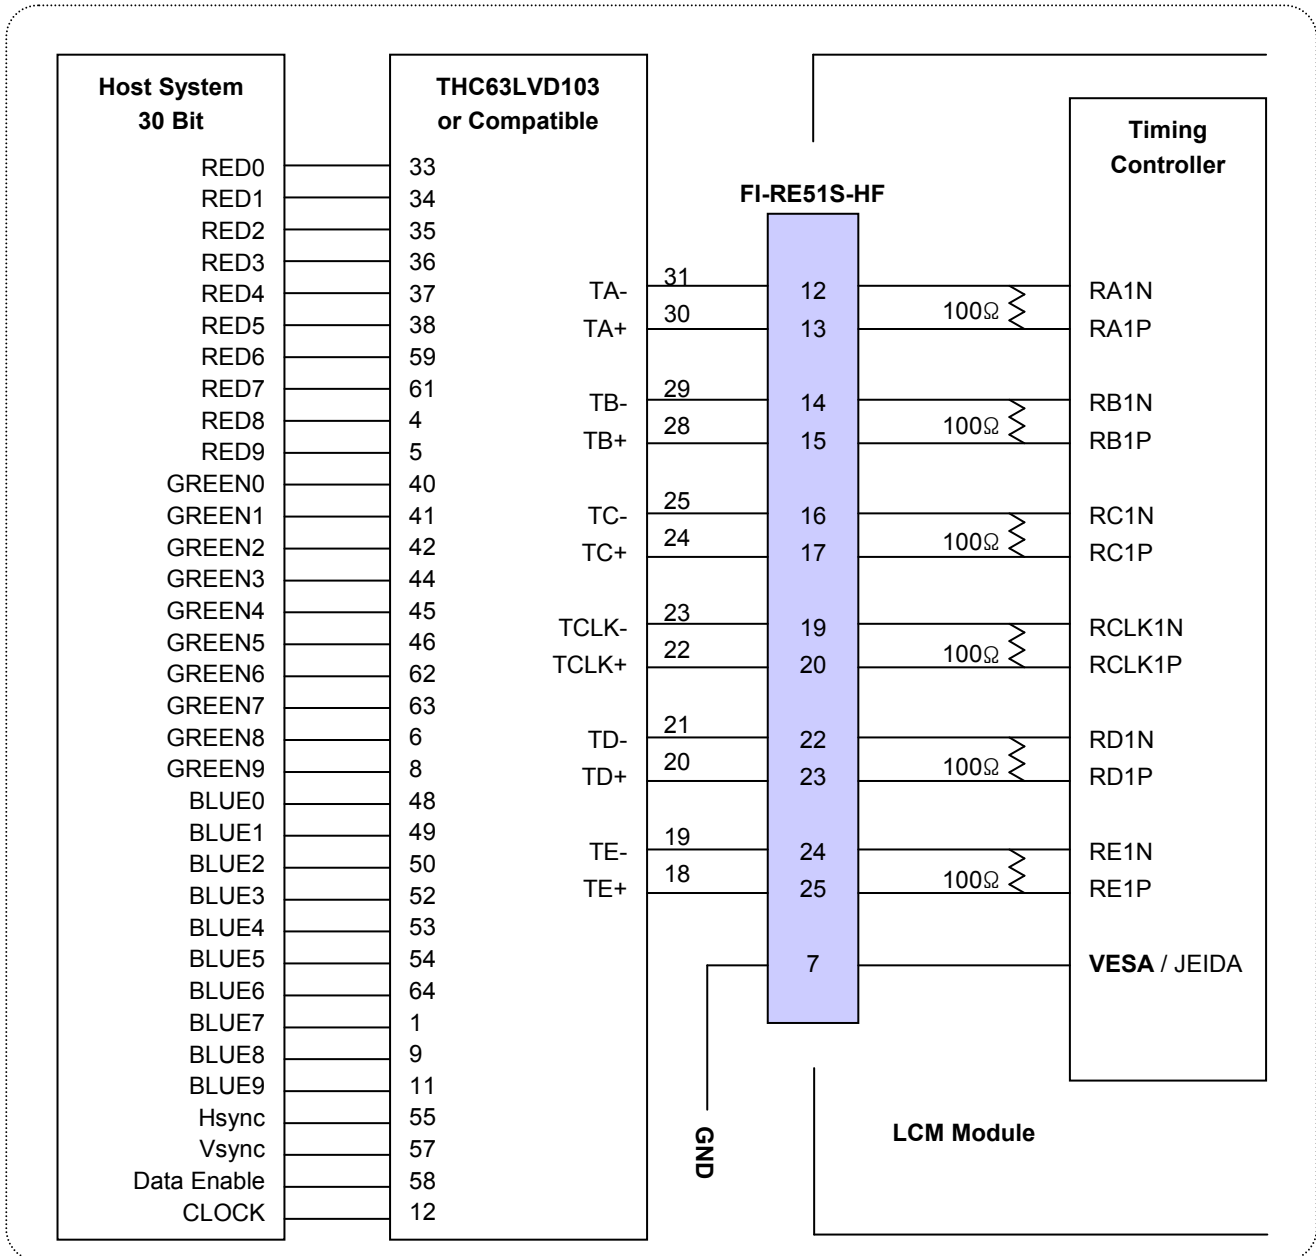 Host System
30 Bit
THC63LVD103
or Compatible
Timing
Controller
FI-RE51S-HF
RED0 33
RED1 34
RED2 35
RED3 36
RED4 37
RED5 38
RED6 59
RED7 61
RED8 4
RED9 5
GREEN0 40
GREEN1 41
GREEN2 42
GREEN3 44
GREEN4 45
GREEN5 46
GREEN6 62
GREEN7 63
GREEN8 6
GREEN9 8
BLUE0 48
BLUE1 49
BLUE2 50
BLUE3 52
BLUE4 53
BLUE5 54
BLUE6 64
BLUE7 1
BLUE8 9
BLUE9 11
Hsync 55
Vsync 57
Data Enable 58
CLOCK 12
TA- 31 12 RA1N
100Ω
TA+ 30 13 RA1P
TB- 29 14 RB1N
100Ω
TB+ 28 15 RB1P
TC- 25 16 RC1N
100Ω
TC+ 24 17 RC1P
TCLK- 23 19 RCLK1N
100Ω
TCLK+ 22 20 RCLK1P
TD- 21 22 RD1N
100Ω
TD+ 20 23 RD1P
TE- 19 24 RE1N
100Ω
TE+ 18 25 RE1P
7 VESA / JEIDA
GND
LCM Module